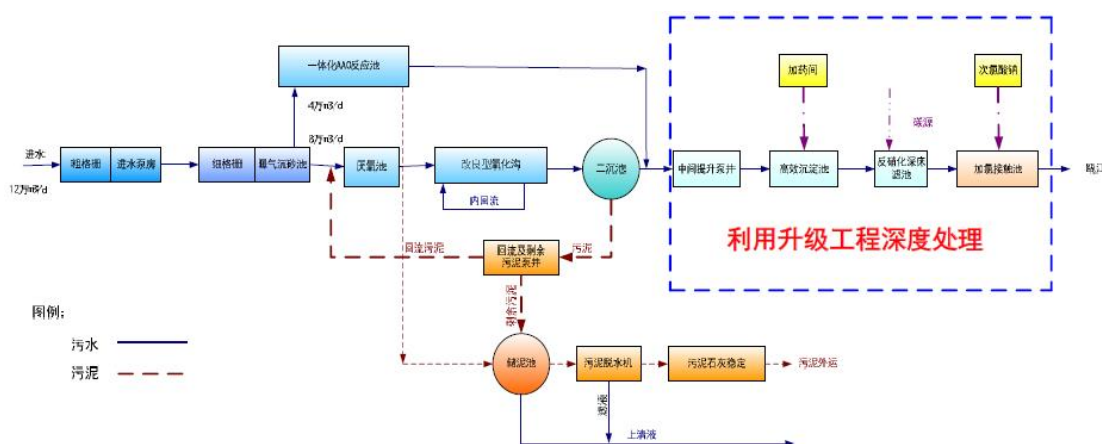 一体化AAO反应池
加药间
次氯酸钠
4万m3/d
8万m3/d
碳源
进水
粗格栅
进水泵房
细格栅
曝气沉砂池
厌氧池
改良型氧化沟
二沉池
中间提升泵井
高效沉淀池
反硝化深床
滤池
加氯接触池
瓯江
12万m3/d
内回流
利用升级工程深度处理
回流污泥
回流及剩余
污泥泵井
污泥
剩余污泥
图例:
污水
污泥
储泥池
污泥脱水机
污泥石灰稳定
污泥外运
滤液
上清液